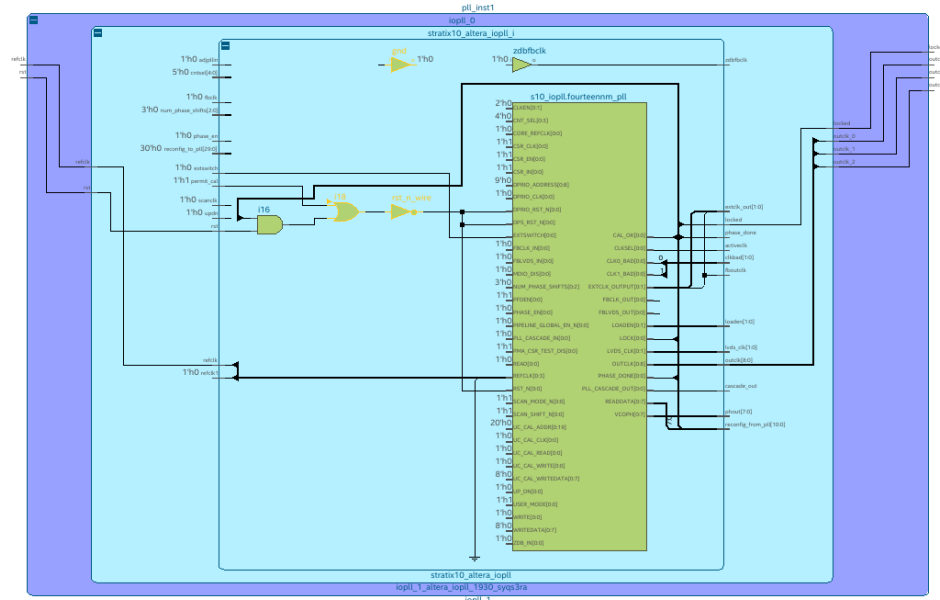 pll_inst1
iopll_0
stratix10_altera_iopll_i
refclk
rst
refclk
rst
1'h0 adjpllin
5'h0 cntsel[4:0]
1'h0 fbclk
3'h0 num_phase_shifts[2:0]
1'h0 phase_en
30'h0 reconfig_to_pll[29:0]
1'h0 extswitch
1'h1 permit_cal
1'h0 scanclk
1'h0 updn
rst
refclk
1'h0 refclk1
gnd
1'h0
zdbfbclk
1'h0
zdbfbclk
i16
i18
rst_n_wire
s10_iopll.fourteennm_pll
2'h0 CLKEN[0:1]
4'h0 CNT_SEL[0:3]
1'h0 CORE_REFCLK[0:0]
1'h1 CSR_CLK[0:0]
1'h1 CSR_EN[0:0]
1'h1 CSR_IN[0:0]
9'h0 DPRIO_ADDRESS[0:8]
1'h0 DPRIO_CLK[0:0]
DPRIO_RST_N[0:0]
DPS_RST_N[0:0]
EXTSWITCH[0:0]
1'h0 FBCLK_IN[0:0]
1'h0 FBLVDS_IN[0:0]
1'h0 MDIO_DIS[0:0]
3'h0 NUM_PHASE_SHIFTS[0:2]
1'h1 PFDEN[0:0]
1'h0 PHASE_EN[0:0]
1'h1 PIPELINE_GLOBAL_EN_N[0:0]
1'h0 PLL_CASCADE_IN[0:0]
1'h1 PMA_CSR_TEST_DIS[0:0]
1'h0 READ[0:0]
REFCLK[0:3]
RST_N[0:0]
1'h1 SCAN_MODE_N[0:0]
1'h1 SCAN_SHIFT_N[0:0]
20'h0 UC_CAL_ADDR[0:19]
1'h0 UC_CAL_CLK[0:0]
1'h0 UC_CAL_READ[0:0]
1'h0 UC_CAL_WRITE[0:0]
8'h0 UC_CAL_WRITEDATA[0:7]
1'h0 UP_DN[0:0]
1'h1 USER_MODE[0:0]
1'h0 WRITE[0:0]
8'h0 WRITEDATA[0:7]
1'h0 ZDB_IN[0:0]
CAL_OK[0:0]
CLKSEL[0:0]
CLK0_BAD[0:0]
CLK1_BAD[0:0]
EXTCLK_OUTPUT[0:1]
FBCLK_OUT[0:0]
FBLVDS_OUT[0:0]
LOADEN[0:1]
LOCK[0:0]
LVDS_CLK[0:1]
OUTCLK[0:8]
PHASE_DONE[0:0]
PLL_CASCADE_OUT[0:0]
READDATA[0:7]
VCOPH[0:7]
0
1
extclk_out[1:0]
locked
phase_done
activeclk
clkbad[1:0]
fboutclk
loaden[1:0]
lvds_clk[1:0]
outclk[8:0]
cascade_out
phout[7:0]
reconfig_from_pll[10:0]
locked
outclk_0
outclk_1
outclk_2
lock
outc
outc
outc
stratix10_altera_iopll
iopll_1_altera_iopll_1930_syqs3ra
iopll_1